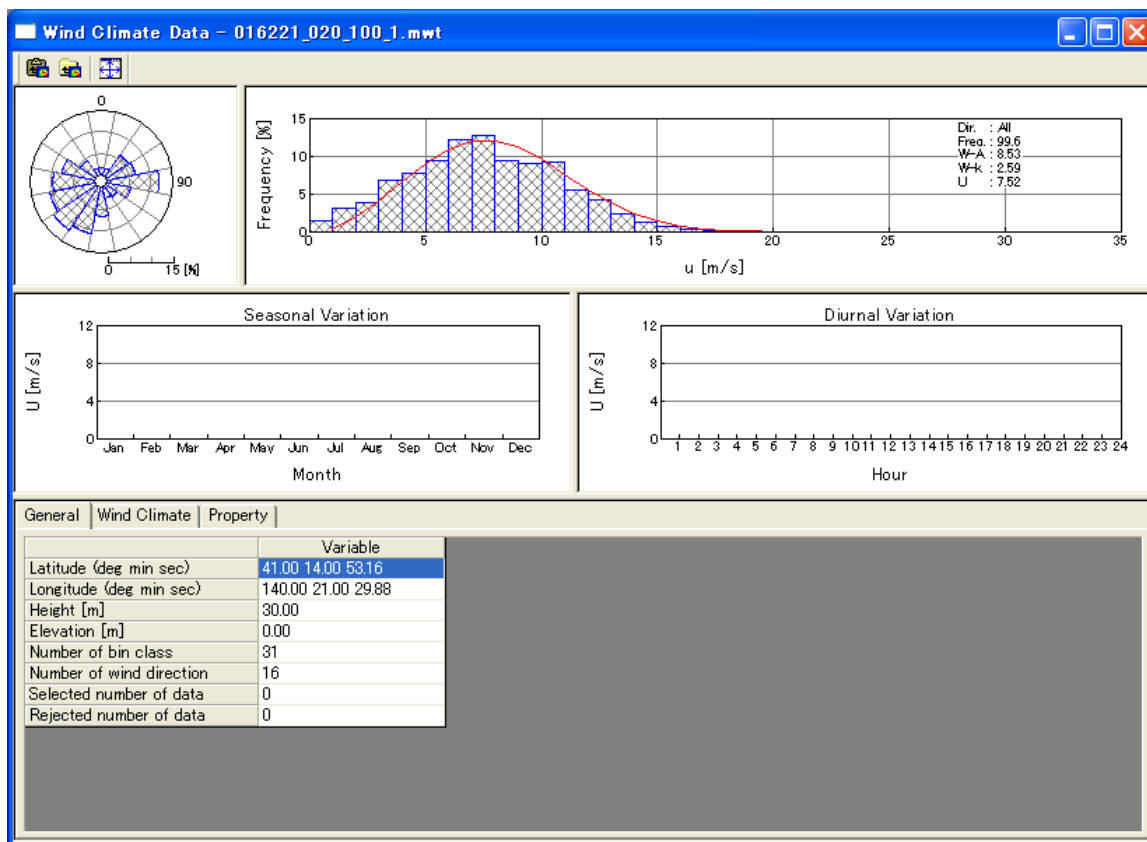 Wind Climate Data - 016221_020_100_1.mwt
0
90
0 15 [%]
Frequency [%]
15
10
5
0
0 5 10 15 20 25 30 35
u [m/s]
Dir. : All
Freq. : 99.6
W-A : 8.53
W-k : 2.59
U : 7.52
Seasonal Variation
U [m/s]
12
8
4
0
Jan Feb Mar Apr May Jun Jul Aug Sep Oct Nov Dec
Month
Diurnal Variation
U [m/s]
12
8
4
0
1 2 3 4 5 6 7 8 9 10 11 12 13 14 15 16 17 18 19 20 21 22 23 24
Hour
General Wind Climate Property
Variable
Latitude (deg min sec) 41.00 14.00 53.16
Longitude (deg min sec) 140.00 21.00 29.88
Height [m] 30.00
Elevation [m] 0.00
Number of bin class 31
Number of wind direction 16
Selected number of data 0
Rejected number of data 0